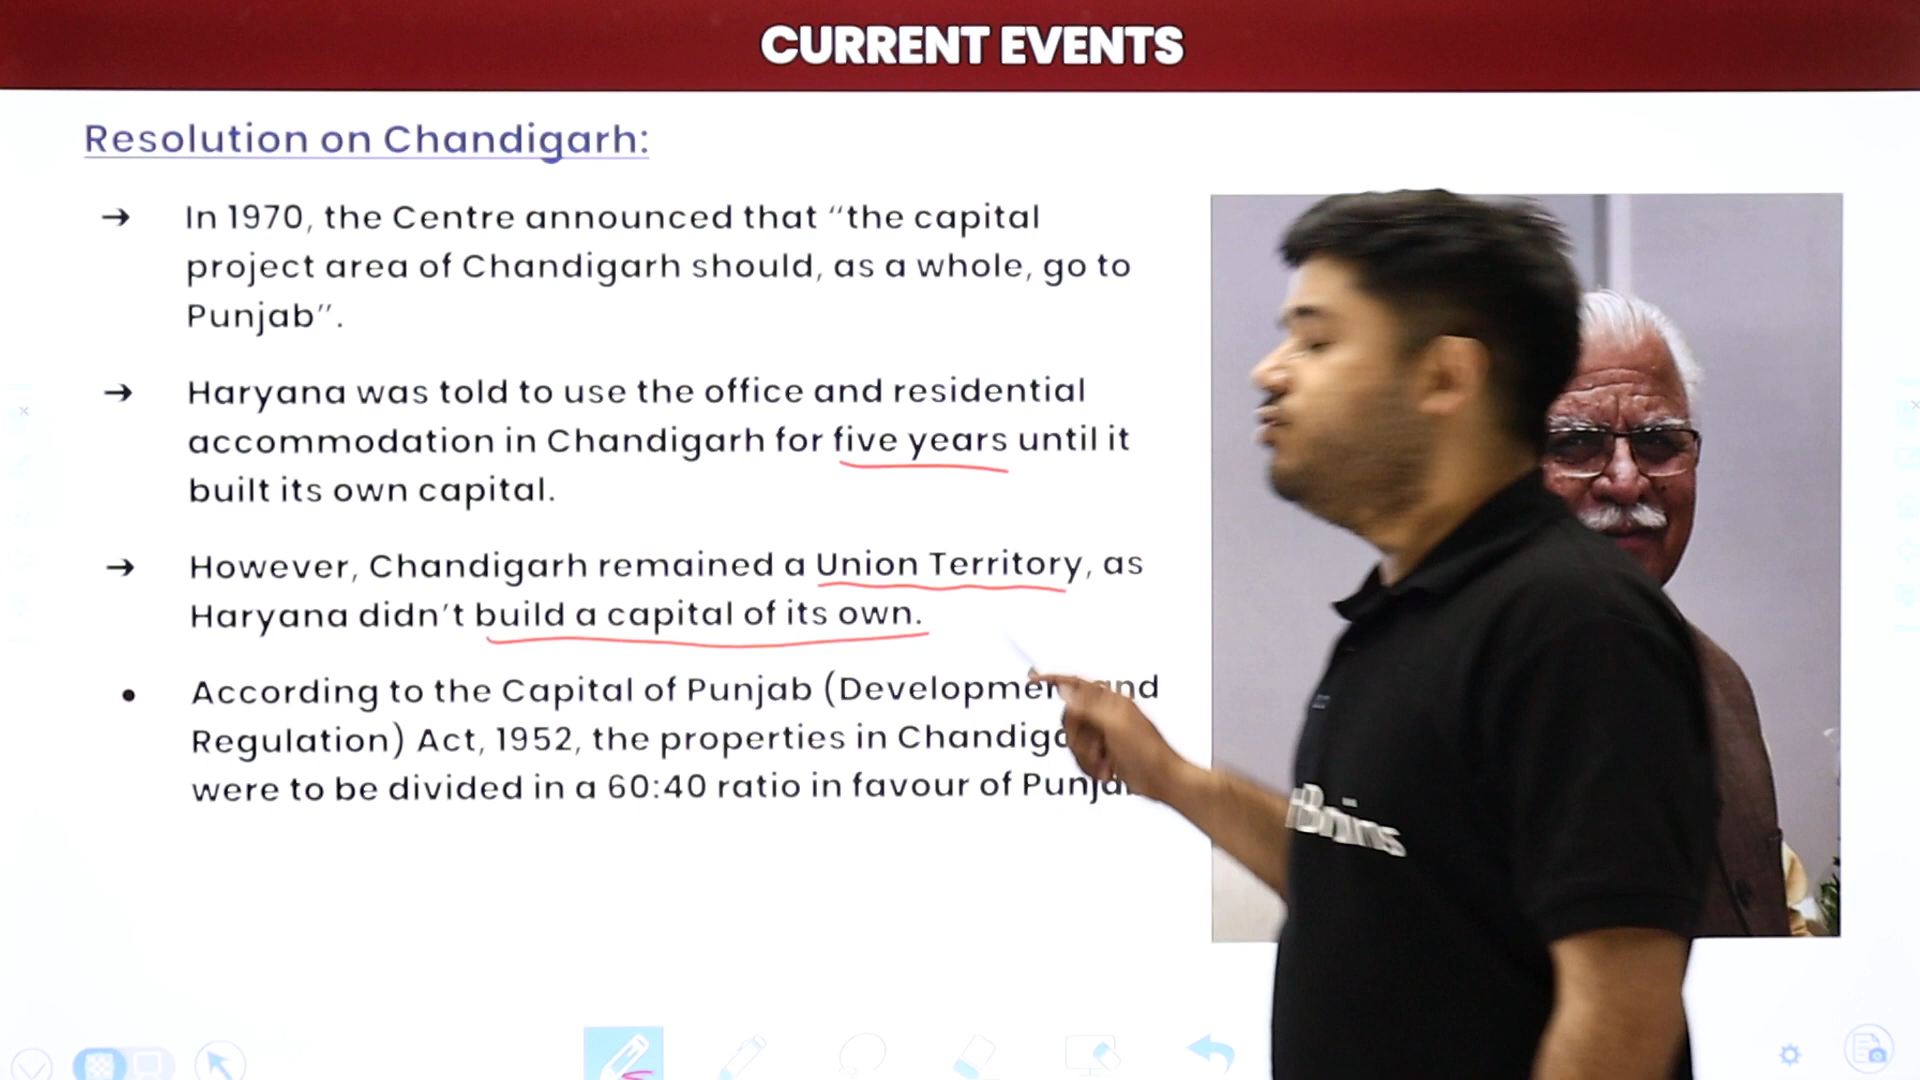 CURRENT EVENTS
Resolution on Chandigarh:
→ In 1970, the Centre announced that “the capital
project area of Chandigarh should, as a whole, go to
Punjab”.
→ Haryana was told to use the office and residential
accommodation in Chandigarh for five years until it
built its own capital.
→ However, Chandigarh remained a Union Territory, as
Haryana didn’t build a capital of its own.
• According to the Capital of Punjab (Development and
Regulation) Act, 1952, the properties in
were to be divided in a 60:40 ratio in favour of
Brains